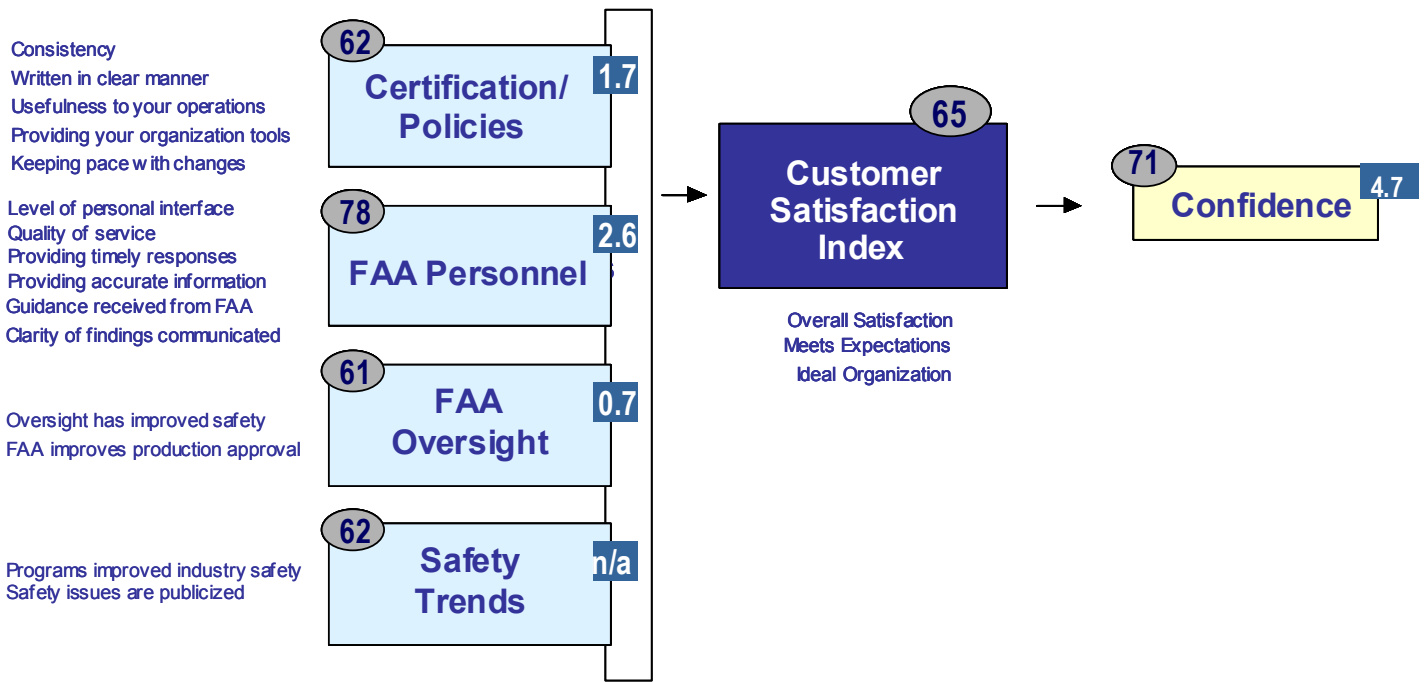 Consistency
Written in clear manner
Usefulness to your operations
Providing your organization tools
Keeping pace with changes
62
Certification/
Policies
1.7
Level of personal interface
Quality of service
Providing timely responses
Providing accurate information
Guidance received from FAA
Clarity of findings communicated
78
FAA Personnel
2.6
Oversight has improved safety
FAA improves production approval
61
FAA
Oversight
0.7
Programs improved industry safety
Safety issues are publicized
62
Safety
Trends
n/a
65
Customer
Satisfaction
Index
Overall Satisfaction
Meets Expectations
Ideal Organization
71
Confidence
4.7